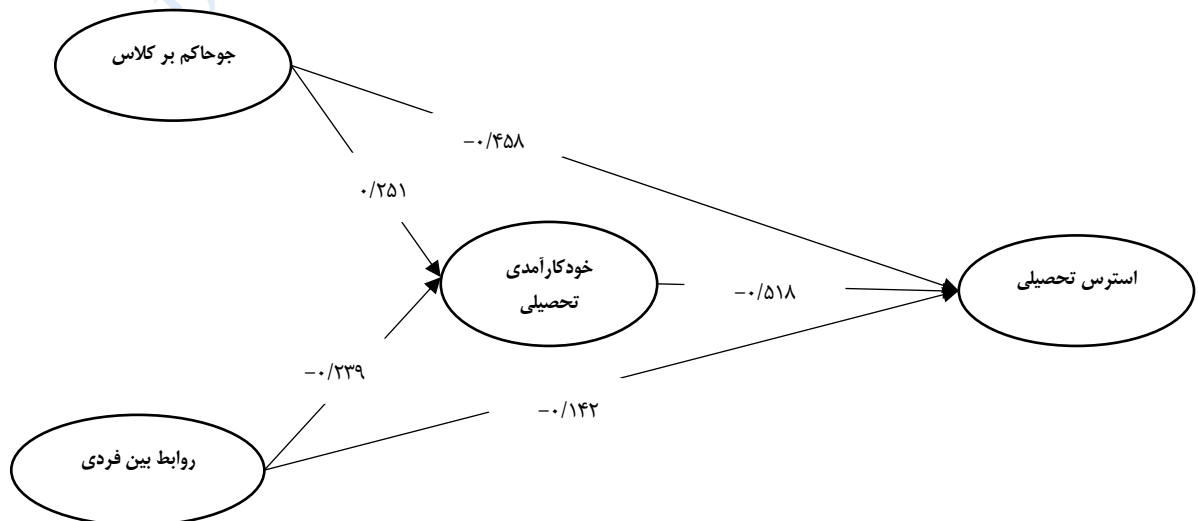 جوحاکم بر کلاس
−۰/۴۵۸
۰/۲۵۱
خودکارآمدی
تحصیلی
−۰/۵۱۸
استرس تحصیلی
−۰/۲۳۹
−۰/۱۴۲
روابط بین فردی